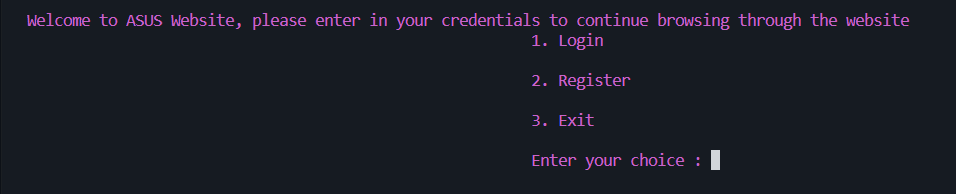 Welcome to ASUS Website, please enter in your credentials to continue browsing through the website
1. Login
2. Register
3. Exit
Enter your choice :